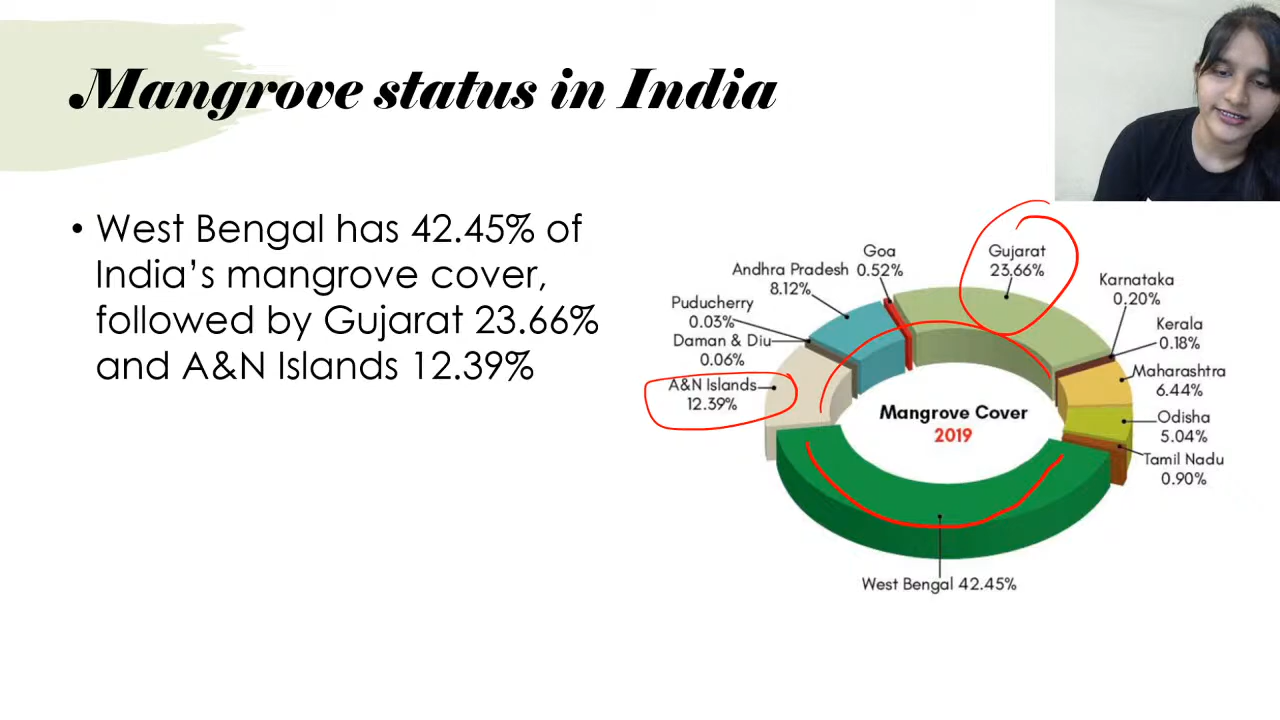 Mangrove status in India
• West Bengal has 42.45% of
India’s mangrove cover,
followed by Gujarat 23.66%
and A&N Islands 12.39%
Goa
0.52%
Gujarat
23.66%
Andhra Pradesh
8.12%
Karnataka
0.20%
Puducherry
0.03%
Kerala
0.18%
Daman & Diu
0.06%
Maharashtra
6.44%
A&N Islands
12.39%
Mangrove Cover
2019
Odisha
5.04%
Tamil Nadu
0.90%
West Bengal 42.45%